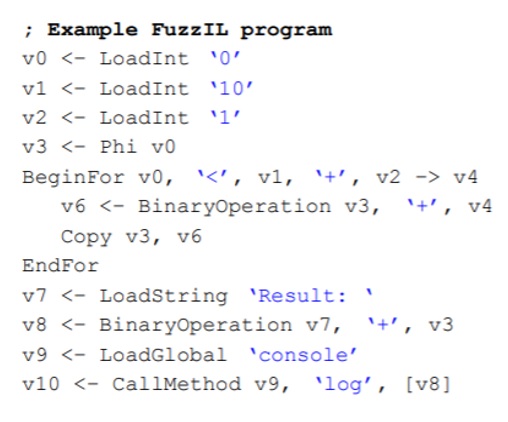 ; Example FuzzIL program
v0 <- LoadInt ‘0’
v1 <- LoadInt ‘10’
v2 <- LoadInt ‘1’
v3 <- Phi v0
BeginFor v0, ‘<’, v1, ‘+’, v2 -> v4
v6 <- BinaryOperation v3, ‘+’, v4
Copy v3, v6
EndFor
v7 <- LoadString ‘Result: ‘
v8 <- BinaryOperation v7, ‘+’, v3
v9 <- LoadGlobal ‘console’
v10 <- CallMethod v9, ‘log’, [v8]